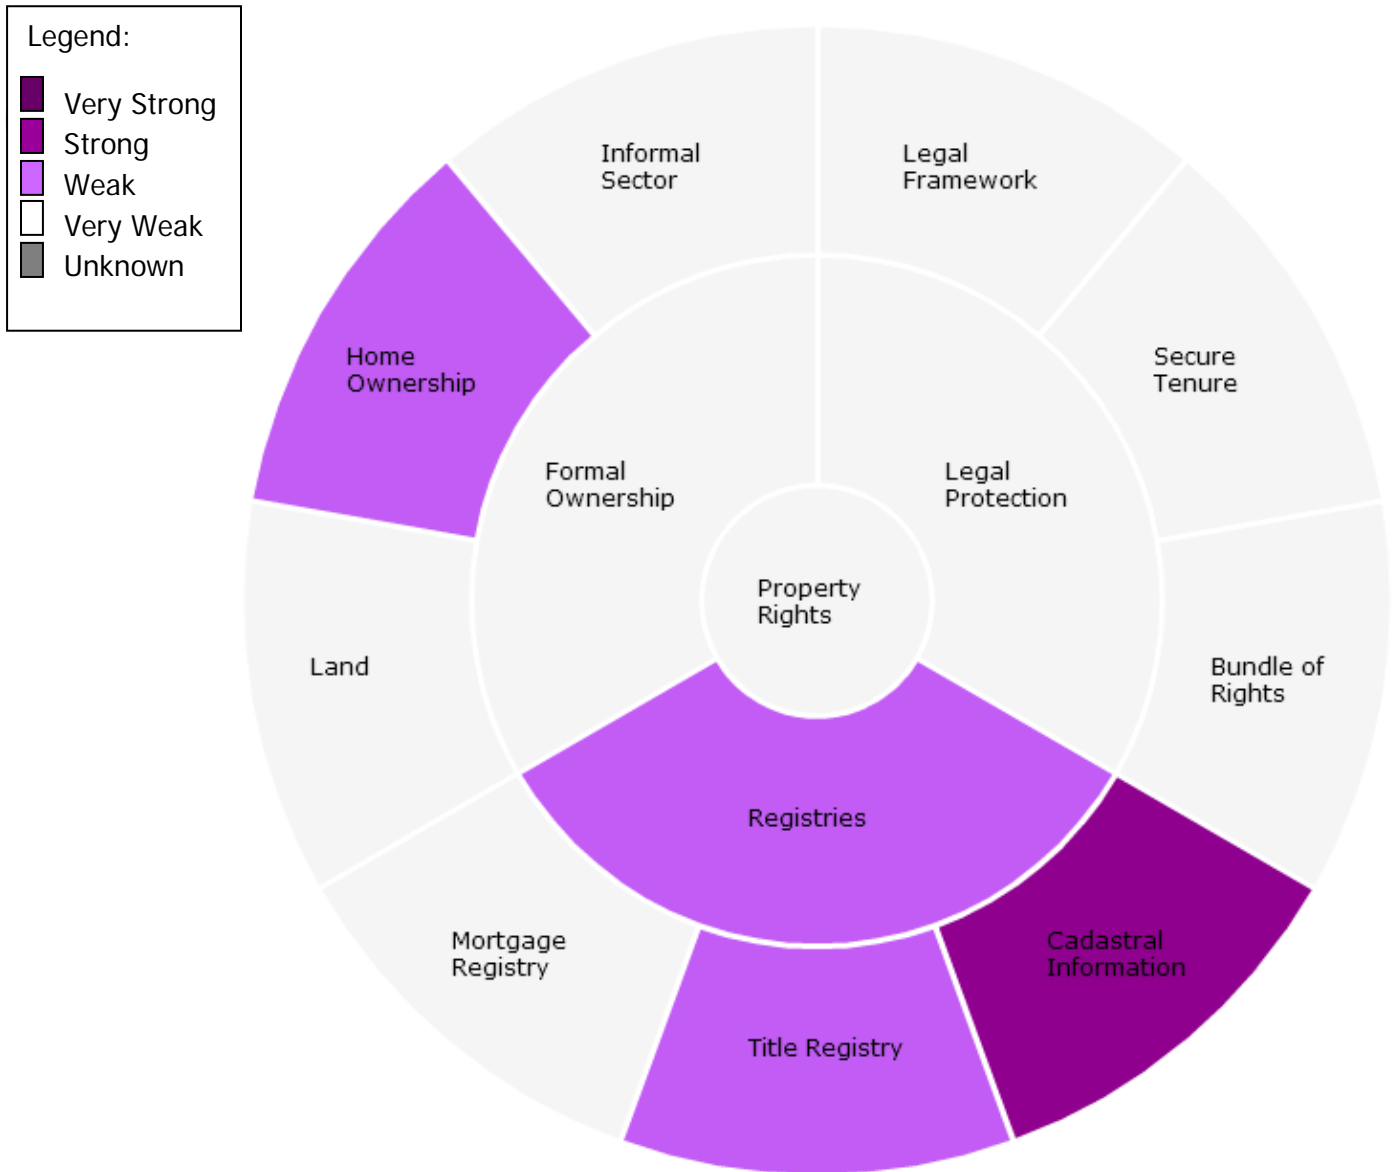 Legend:
Very Strong
Strong
Weak
Very Weak
Unknown
Informal
Sector
Legal
Framework
Home
Ownership
Secure
Tenure
Formal
Ownership
Legal
Protection
Property
Rights
Land
Bundle of
Rights
Registries
Mortgage
Registry
Cadastral
Information
Title Registry